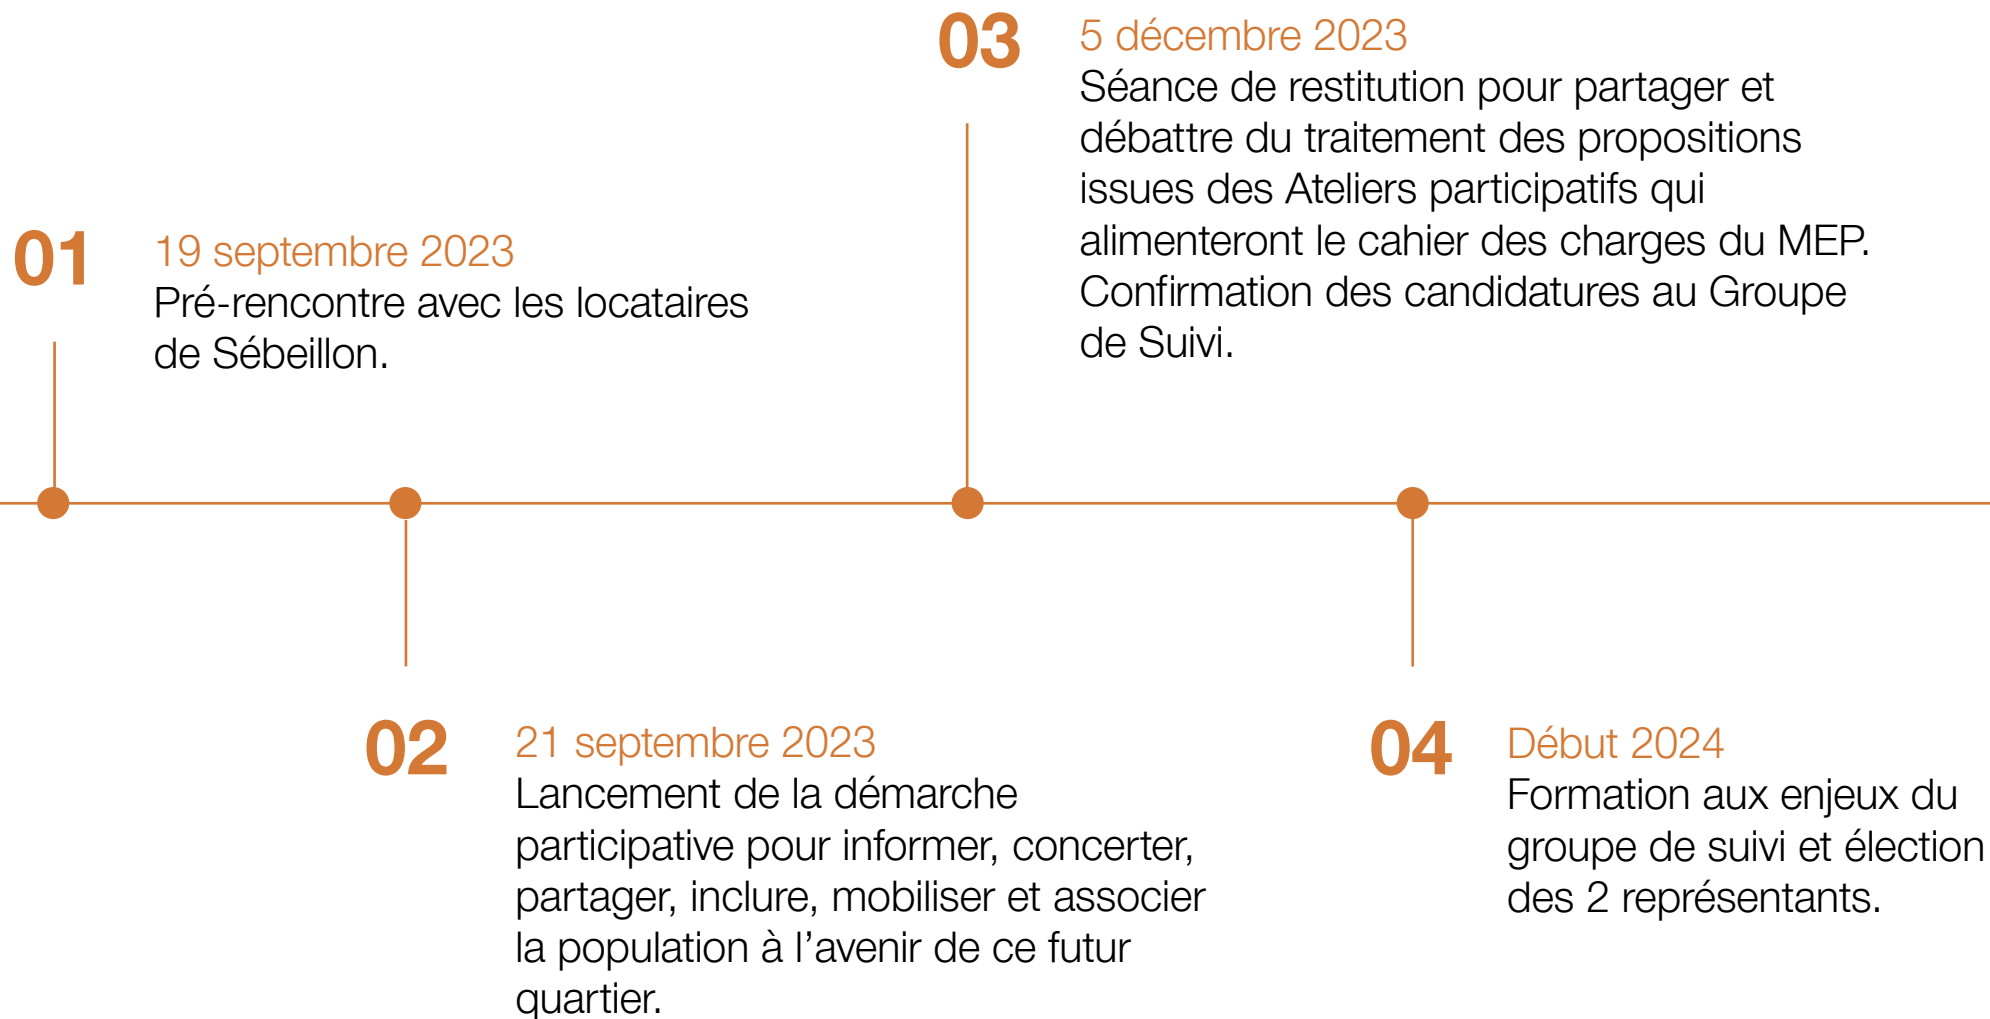 01
19 septembre 2023
Pré-rencontre avec les locataires
de Sébeillon.
02
21 septembre 2023
Lancement de la démarche
participative pour informer, concerter,
partager, inclure, mobiliser et associer
la population à l’avenir de ce futur
quartier.
03
5 décembre 2023
Séance de restitution pour partager et
débattre du traitement des propositions
issues des Ateliers participatifs qui
alimenteront le cahier des charges du MEP.
Confirmation des candidatures au Groupe
de Suivi.
04
Début 2024
Formation aux enjeux du
groupe de suivi et élection
des 2 représentants.